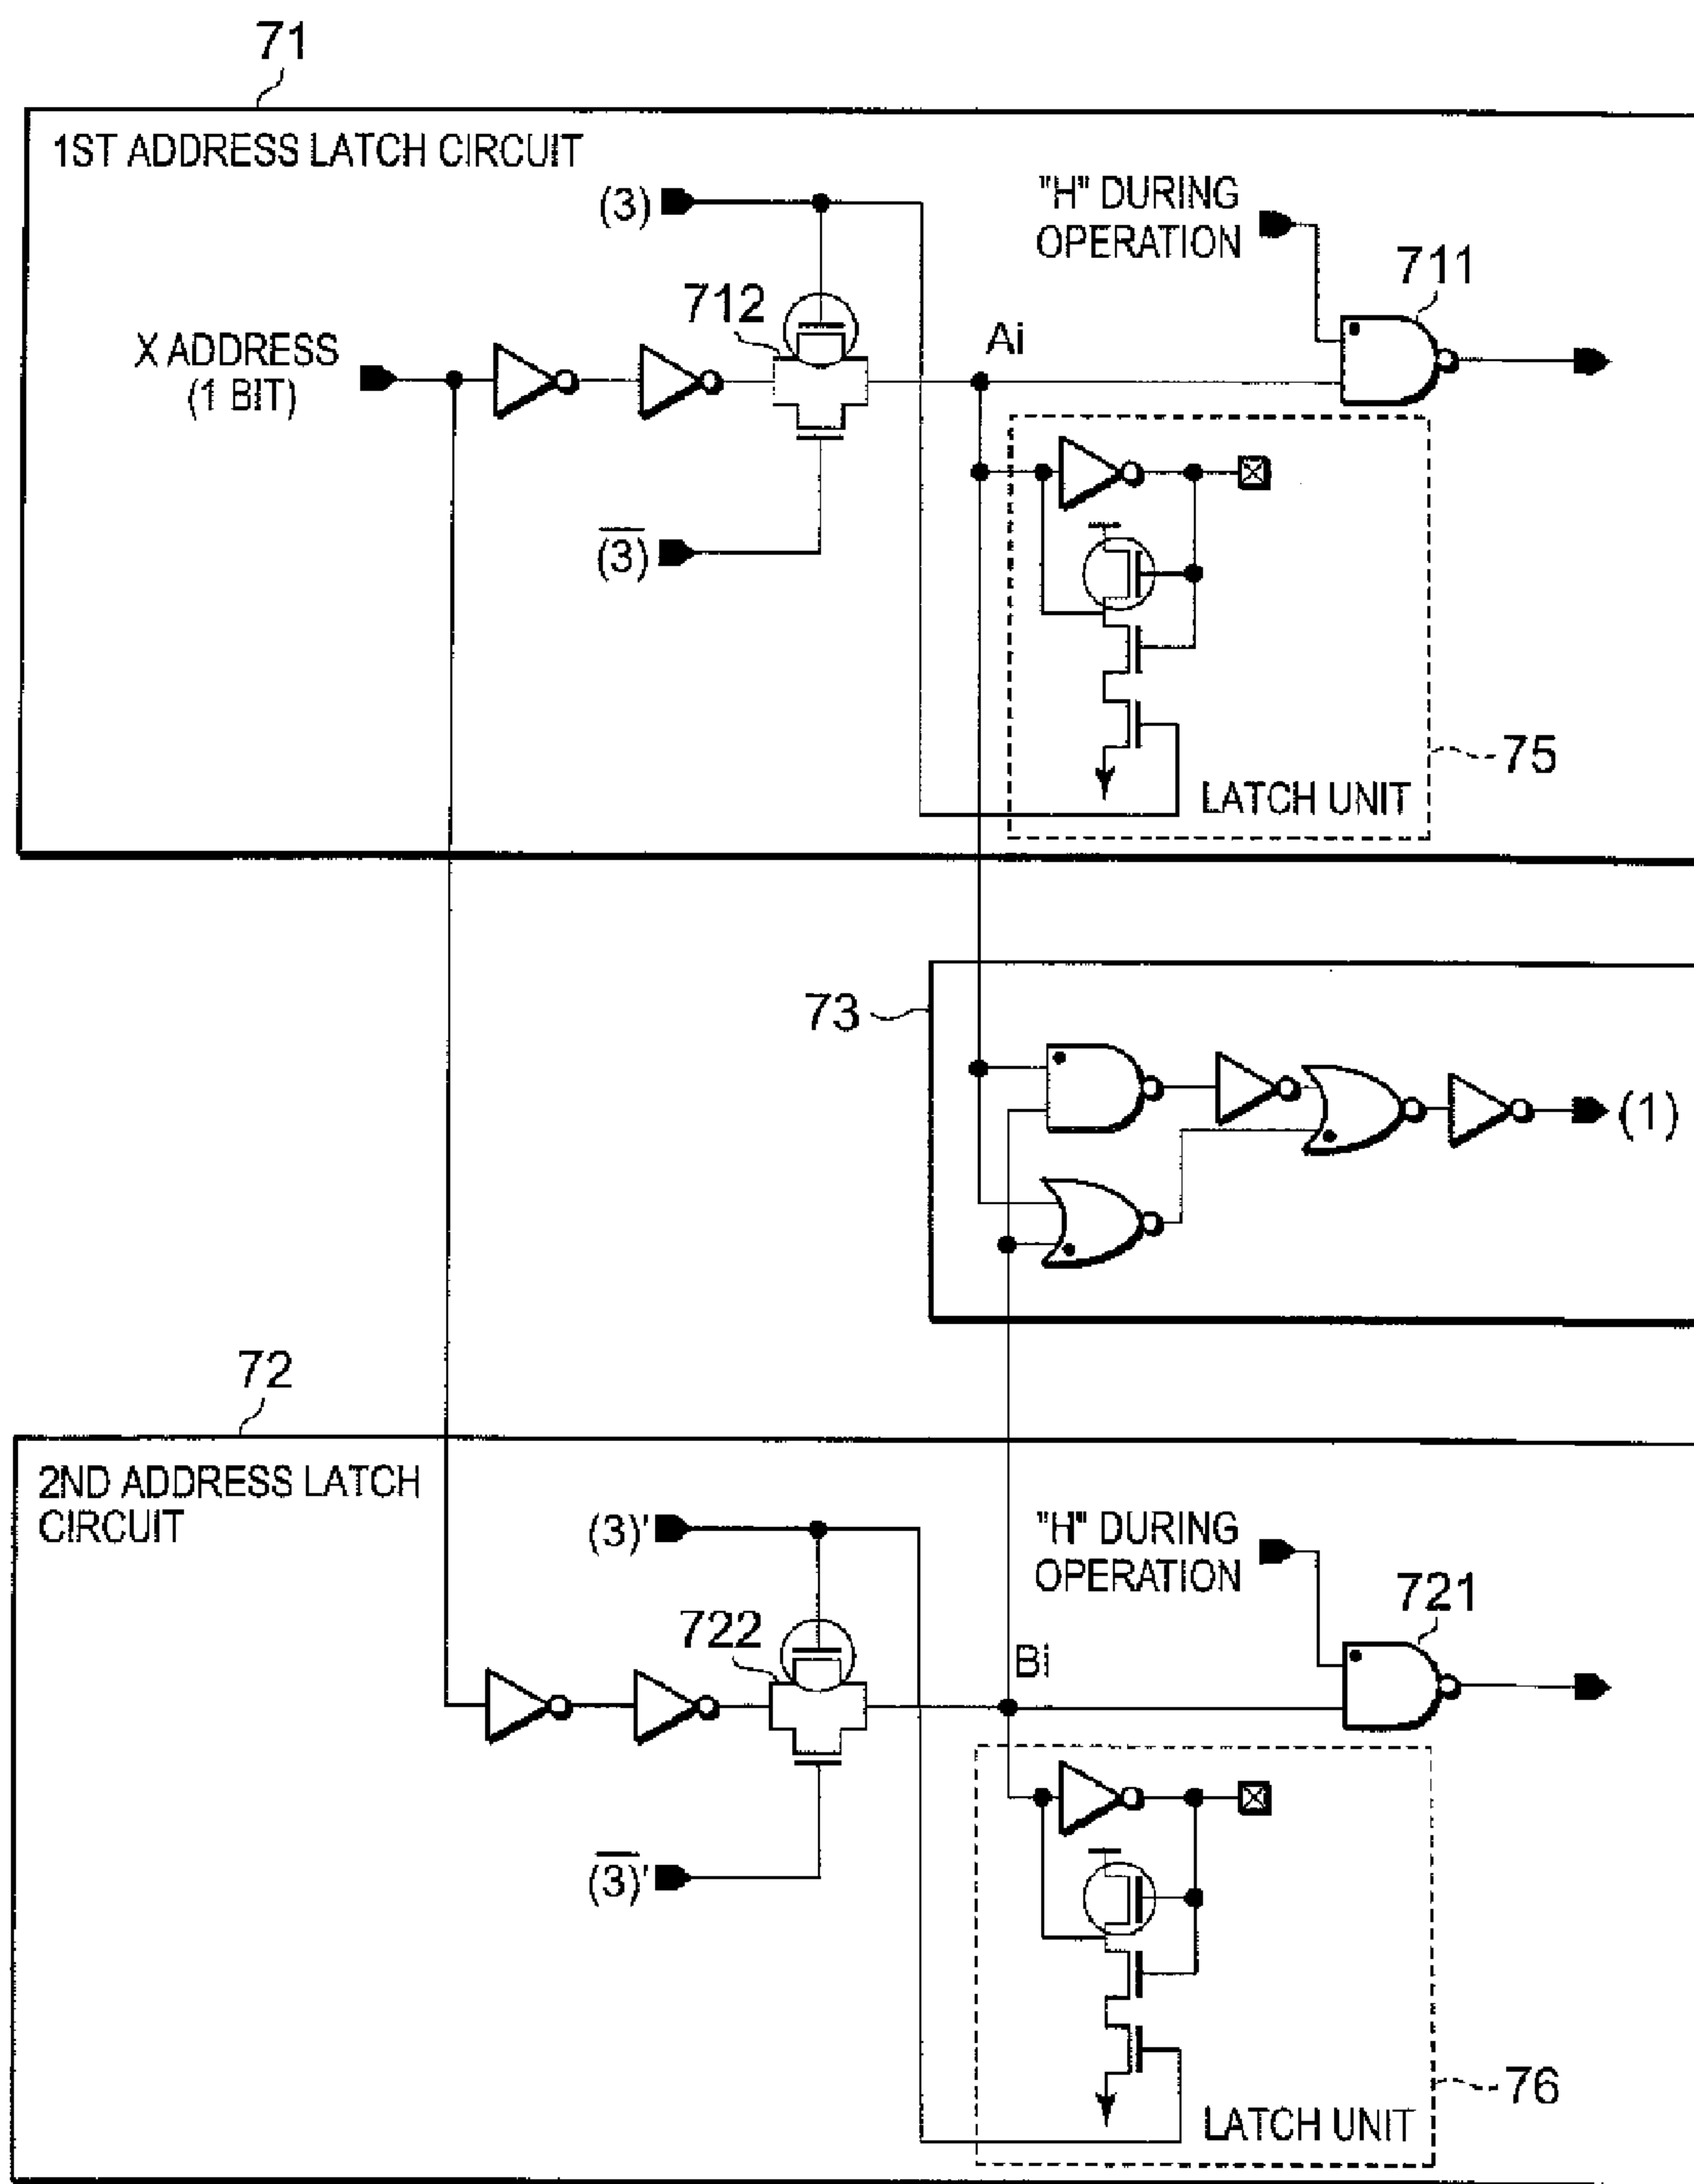 71
1ST ADDRESS LATCH CIRCUIT
(3)
"H" DURING
OPERATION
711
712
X ADDRESS
(1 BIT)
Ai
(3)
75
LATCH UNIT
73
(1)
72
2ND ADDRESS LATCH
CIRCUIT
(3)'
"H" DURING
OPERATION
721
722
Bi
(3)'
76
LATCH UNIT